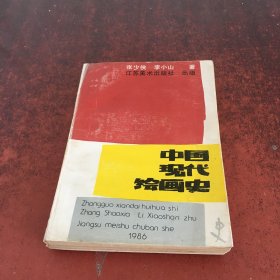 张少侠 李小山 著
江苏美术出版社 出版
中国
现代
绘画史
Zhongguo xiandai huihua shi
Zhang Shaoxia Li Xiaoshan zhu
Jiangsu meishu chuban she
1986